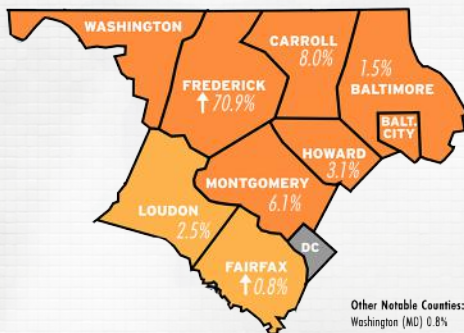 WASHINGTON
CARROLL
8.0%
FREDERICK
↑ 70.9%
1.5%
BALTIMORE
BALT.
CITY
HOWARD
3.1%
MONTGOMERY
6.1%
LOUDON
2.5%
DC
FAIRFAX
↑ 0.8%
Other Notable Counties:
Washington (MD) 0.8%